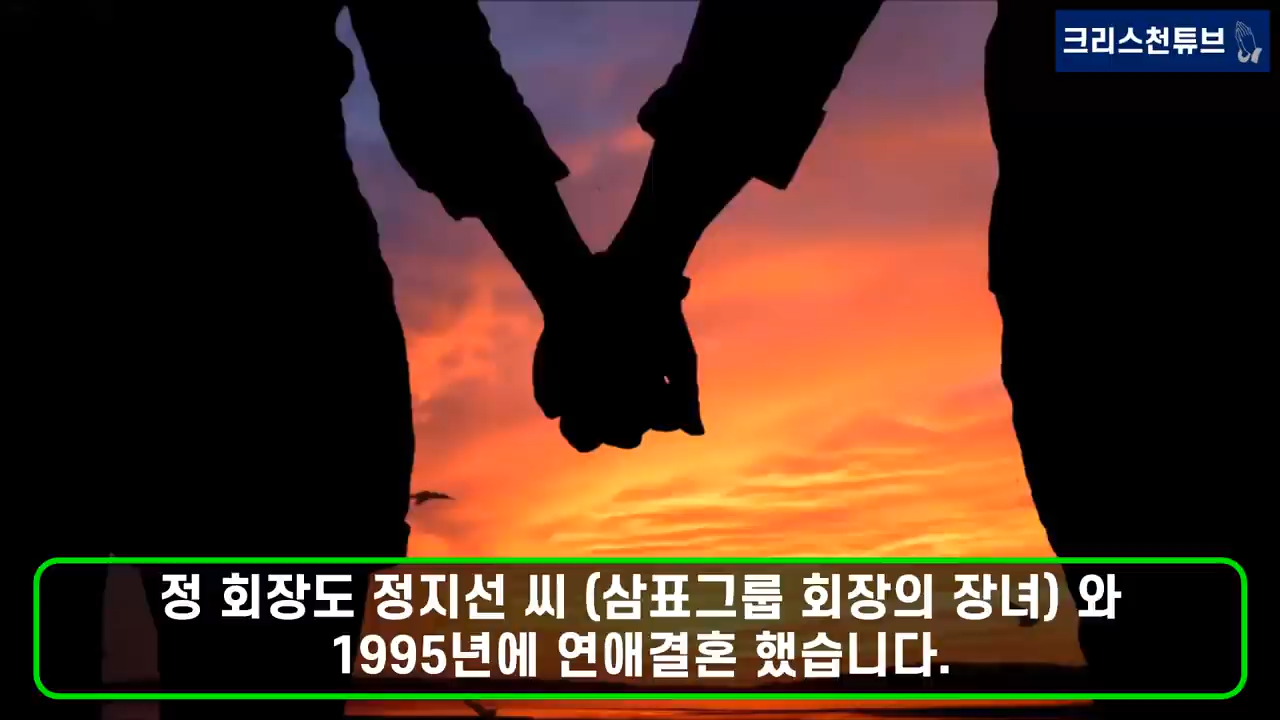 크리스천튜브
정 회장도 정지선 씨 (삼표그룹 회장의 장녀) 와
1995년에 연애결혼 했습니다.